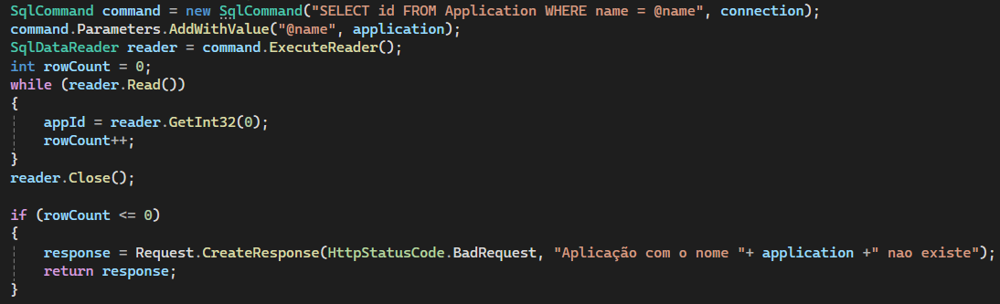 SqlCommand command = new SqlCommand("SELECT id FROM Application WHERE name = @name", connection);
command.Parameters.AddWithValue("@name", application);
SqlDataReader reader = command.ExecuteReader();
int rowCount = 0;
while (reader.Read())
{
    appId = reader.GetInt32(0);
    rowCount++;
}
reader.Close();

if (rowCount <= 0)
{
    response = Request.CreateResponse(HttpStatusCode.BadRequest, "Aplicação com o nome "+ application +" nao existe");
    return response;
}